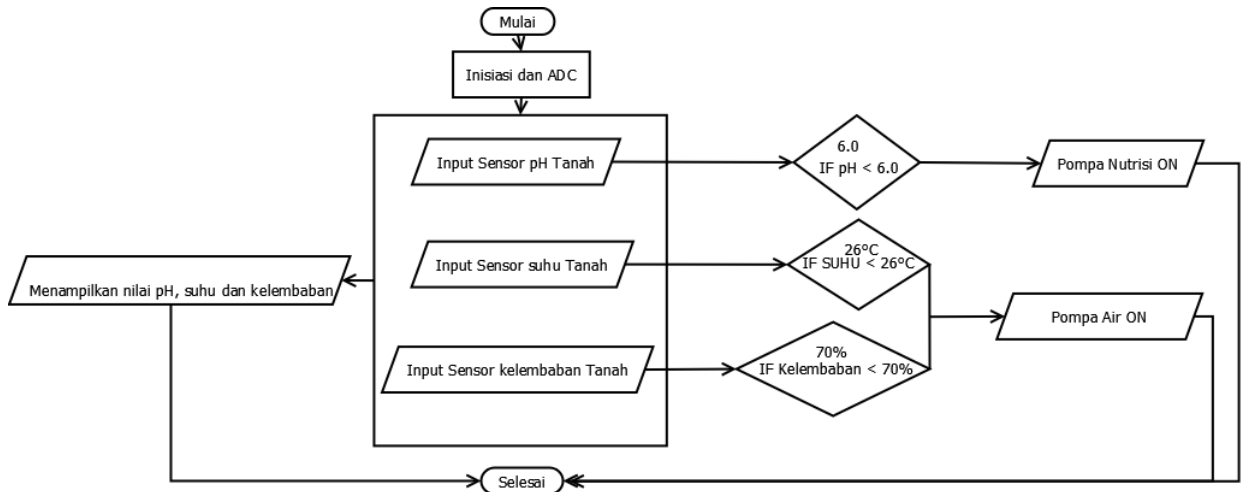 Mulai
Inisiasi dan ADC
Input Sensor pH Tanah
6.0
IF pH < 6.0
Pompa Nutrisi ON
Input Sensor suhu Tanah
26°C
IF SUHU < 26°C
Menampilkan nilai pH, suhu dan kelembaban
Pompa Air ON
Input Sensor kelembaban Tanah
70%
IF Kelembaban < 70%
Selesai